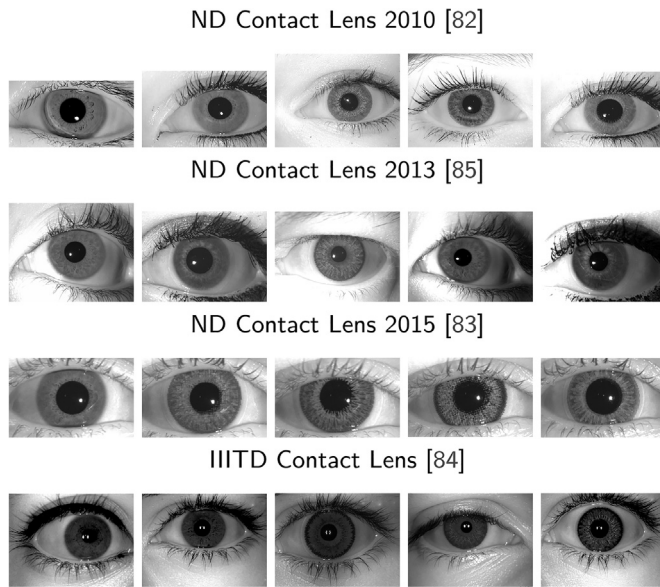 ND Contact Lens 2010 [82]
ND Contact Lens 2013 [85]
ND Contact Lens 2015 [83]
IIITD Contact Lens [84]